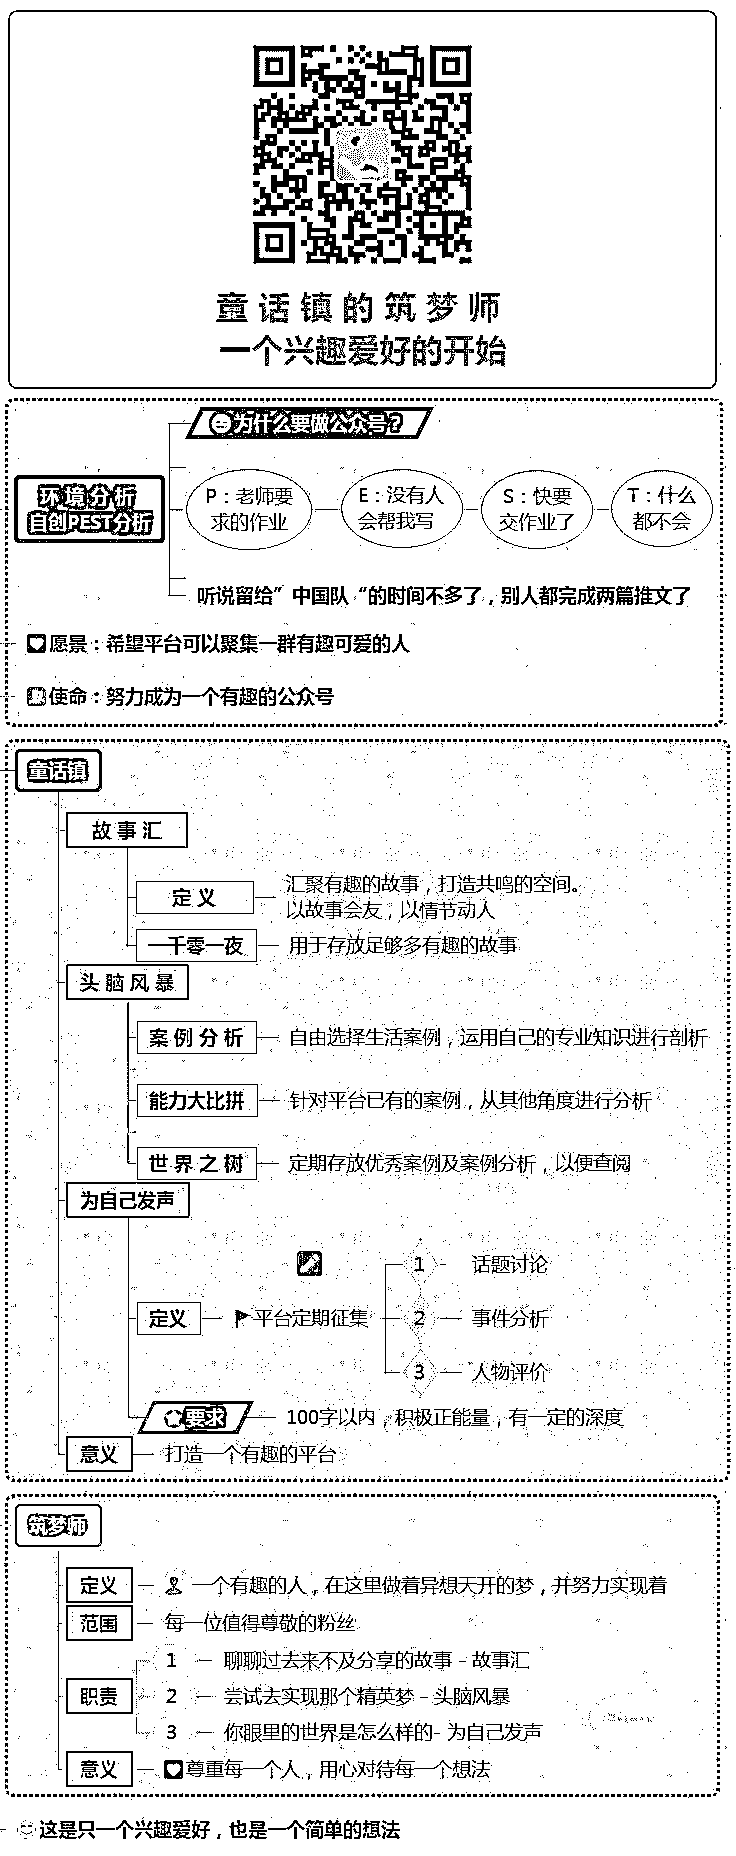 童话镇的筑梦师
一个兴趣爱好的开始
为什么要做公众号？
环境分析
自创PEST分析
P：老师要
求的作业
E：没有人
会帮我写
S：快要
交作业了
T：什么
都不会
听说留给”中国队“的时间不多了，别人都完成两篇推文了
愿景：希望平台可以聚集一群有趣可爱的人
使命：努力成为一个有趣的公众号
童话镇
故事汇
定义
汇聚有趣的故事，打造共鸣的空间。
以故事会友，以情节动人
一千零一夜
用于存放足够多有趣的故事
头脑风暴
案例分析
自由选择生活案例，运用自己的专业知识进行剖析
能力大比拼
针对平台已有的案例，从其他角度进行分析
世界之树
定期存放优秀案例及案例分析，以便查阅
为自己发声
定义
平台定期征集
1 话题讨论
2 事件分析
3 人物评价
要求
100字以内，积极正能量，有一定的深度
意义
打造一个有趣的平台
筑梦师
定义
一个有趣的人，在这里做着异想天开的梦，并努力实现着
范围
每一位值得尊敬的粉丝
职责
1 聊聊过去来不及分享的故事－故事汇
2 尝试去实现那个精英梦－头脑风暴
3 你眼里的世界是怎么样的- 为自己发声
意义
尊重每一个人，用心对待每一个想法
这是只一个兴趣爱好，也是一个简单的想法